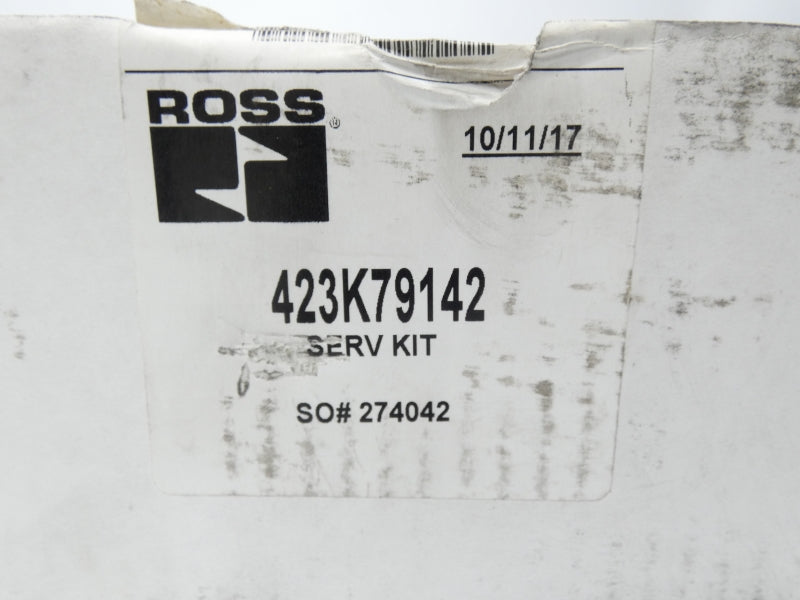 ROSS®
10/11/17
423K79142
SERV KIT
SO# 274042